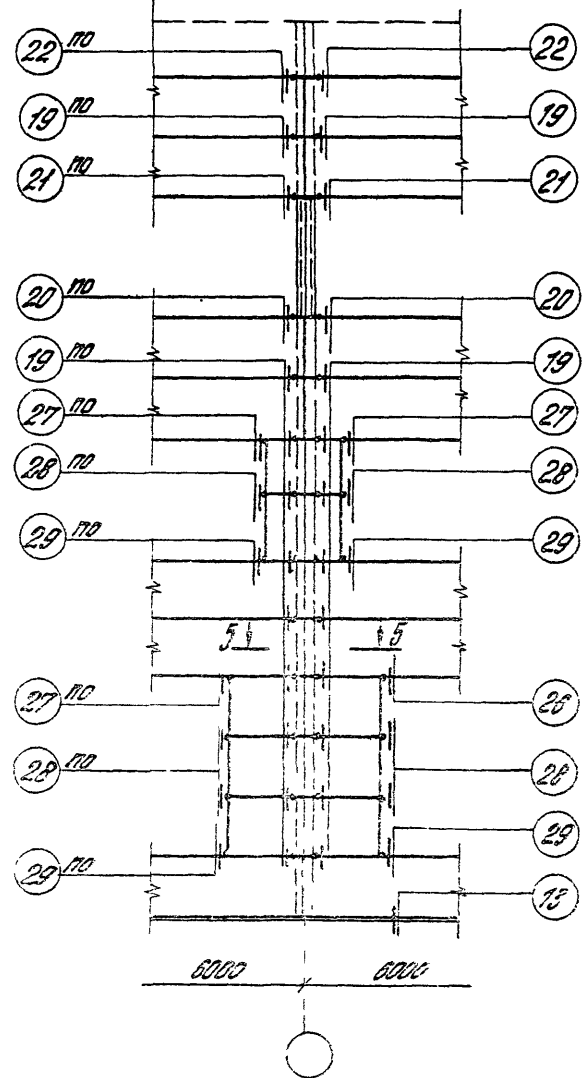 22 по 22
19 по 19
21 по 21
20 по 20
19 по 19
27 по 27
28 по 28
29 по 29
5 5
27 по 26
28 по 28
29 по 29
13
6000 6000